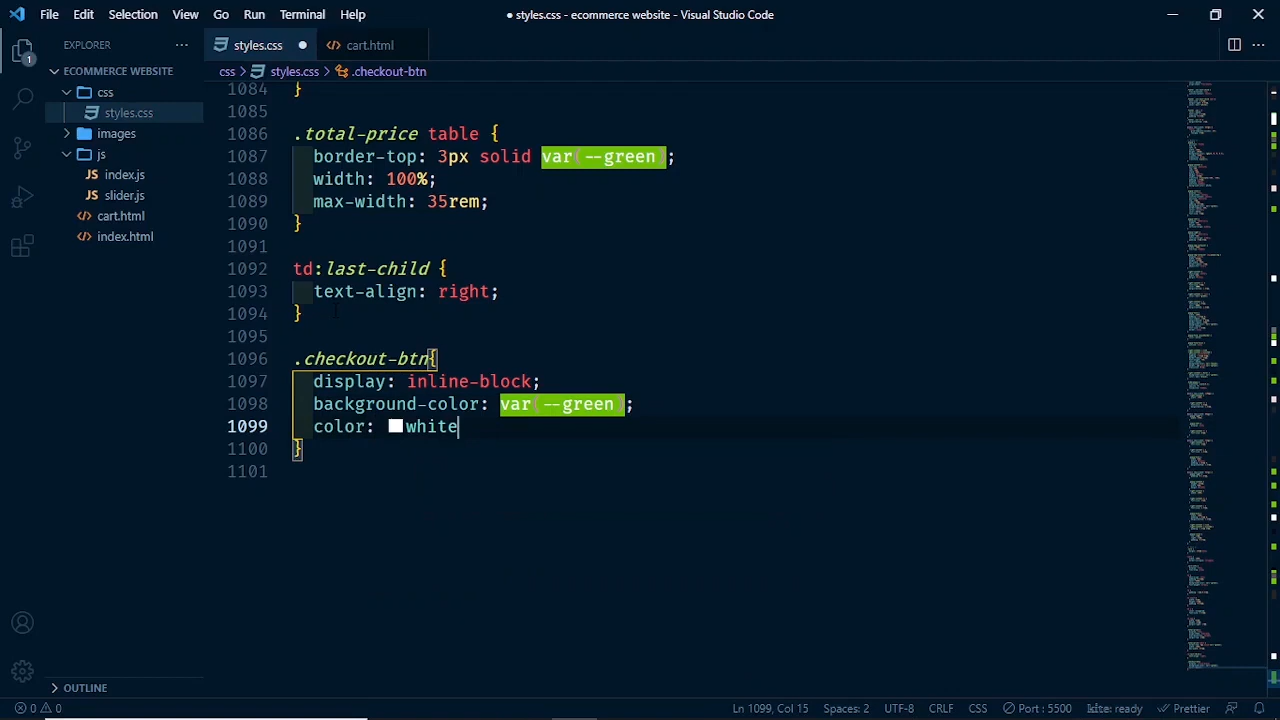 File Edit Selection View Go Run Terminal Help
● styles.css - ecommerce website - Visual Studio Code
EXPLORER
styles.css
cart.html
ECOMMERCE WEBSITE
css > styles.css > .checkout-btn
css
styles.css
images
js
index.js
slider.js
cart.html
index.html
1084 }
1085
1086 .total-price table {
1087 border-top: 3px solid var(--green);
1088 width: 100%;
1089 max-width: 35rem;
1090 }
1091
1092 td:last-child {
1093 text-align: right;
1094 }
1095
1096 .checkout-btn{
1097 display: inline-block;
1098 background-color: var(--green);
1099 color: white
1100 }
1101
1
OUTLINE
0 0
Ln 1099, Col 15 Spaces: 2 UTF-8 CRLF CSS Port : 5500 kite: ready Prettier